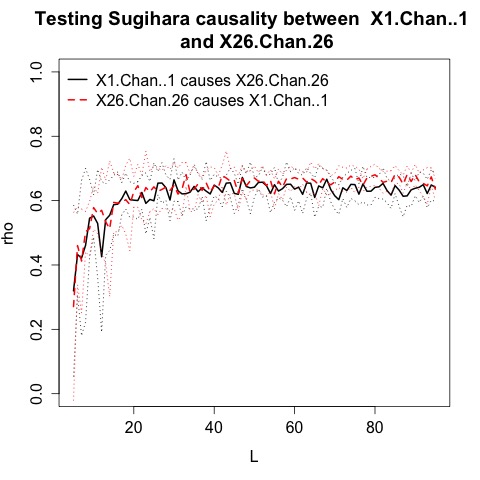 Testing Sugihara causality between X1.Chan..1
and X26.Chan.26
X1.Chan..1 causes X26.Chan.26
X26.Chan.26 causes X1.Chan..1
1.0
0.8
0.6
0.4
0.2
0.0
rho
20 40 60 80
L